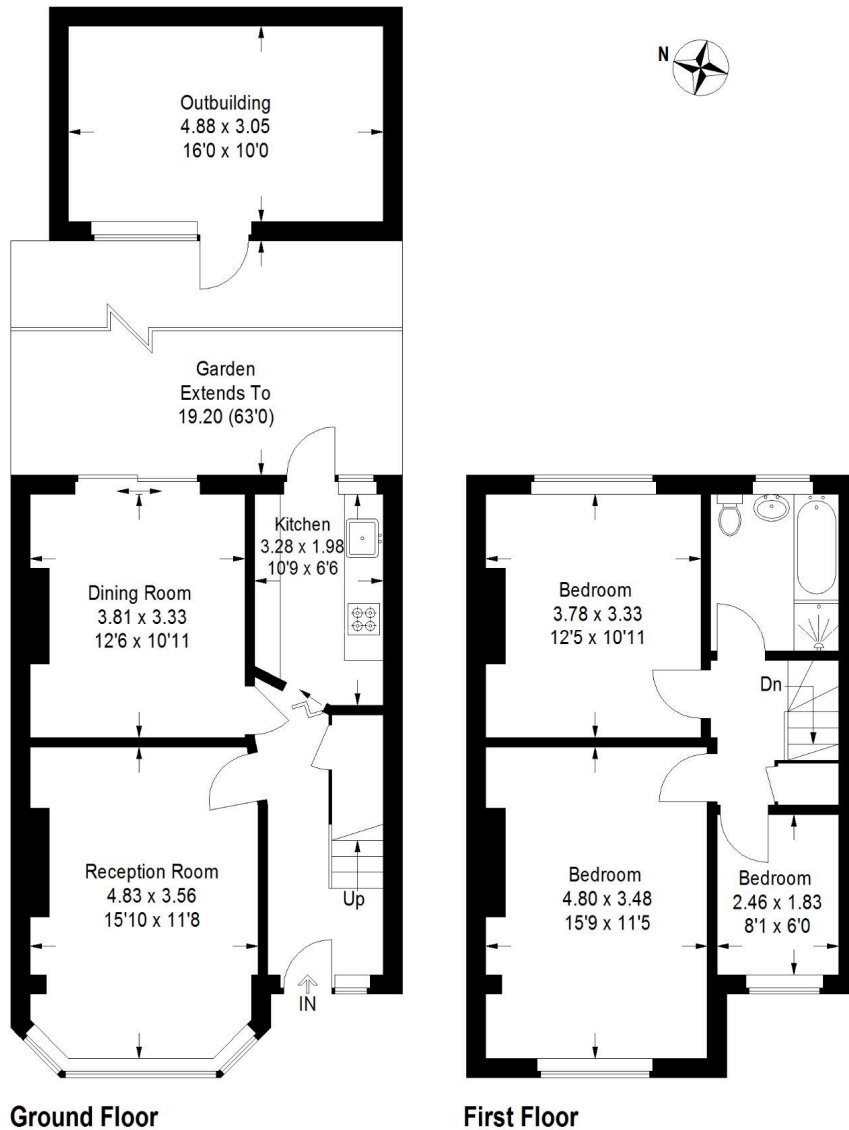 N
Outbuilding
4.88 x 3.05
16'0 x 10'0
Garden
Extends To
19.20 (63'0)
Kitchen
3.28 x 1.98
10'9 x 6'6
Dining Room
3.81 x 3.33
12'6 x 10'11
Reception Room
4.83 x 3.56
15'10 x 11'8
Up
IN
Ground Floor
Bedroom
3.78 x 3.33
12'5 x 10'11
Dn
Bedroom
4.80 x 3.48
15'9 x 11'5
Bedroom
2.46 x 1.83
8'1 x 6'0
First Floor